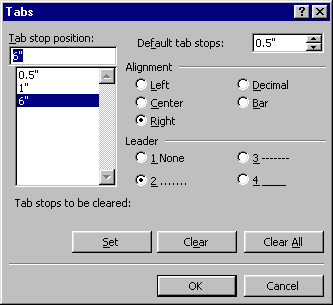 Tabs
Tab stop position:
6"
0.5"
1"
6"
Default tab stops: 0.5"
Alignment
Left Decimal
Center Bar
Right
Leader
1 None 3 -------
2 ....... 4 ____
Tab stops to be cleared:
Set Clear Clear All
OK Cancel